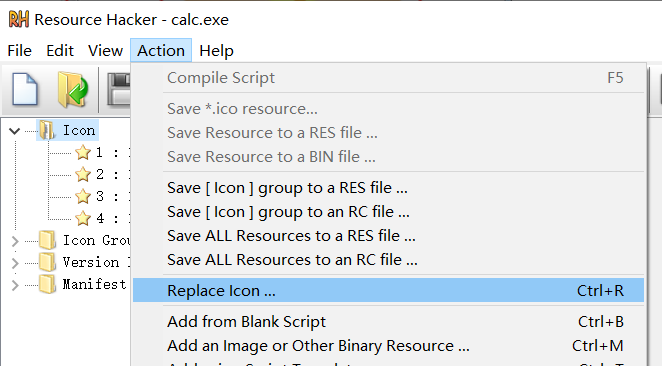 RH Resource Hacker - calc.exe
File Edit View Action Help
Compile Script F5
Save *.ico resource...
Icon
Save Resource to a RES file ...
1 :
Save Resource to a BIN file ...
2 :
Save [ Icon ] group to a RES file ...
3 :
Save [ Icon ] group to an RC file ...
4 :
Save ALL Resources to a RES file ...
Icon Grou
Save ALL Resources to an RC file ...
Version
Manifest
Replace Icon ... Ctrl+R
Add from Blank Script Ctrl+B
Add an Image or Other Binary Resource ... Ctrl+M